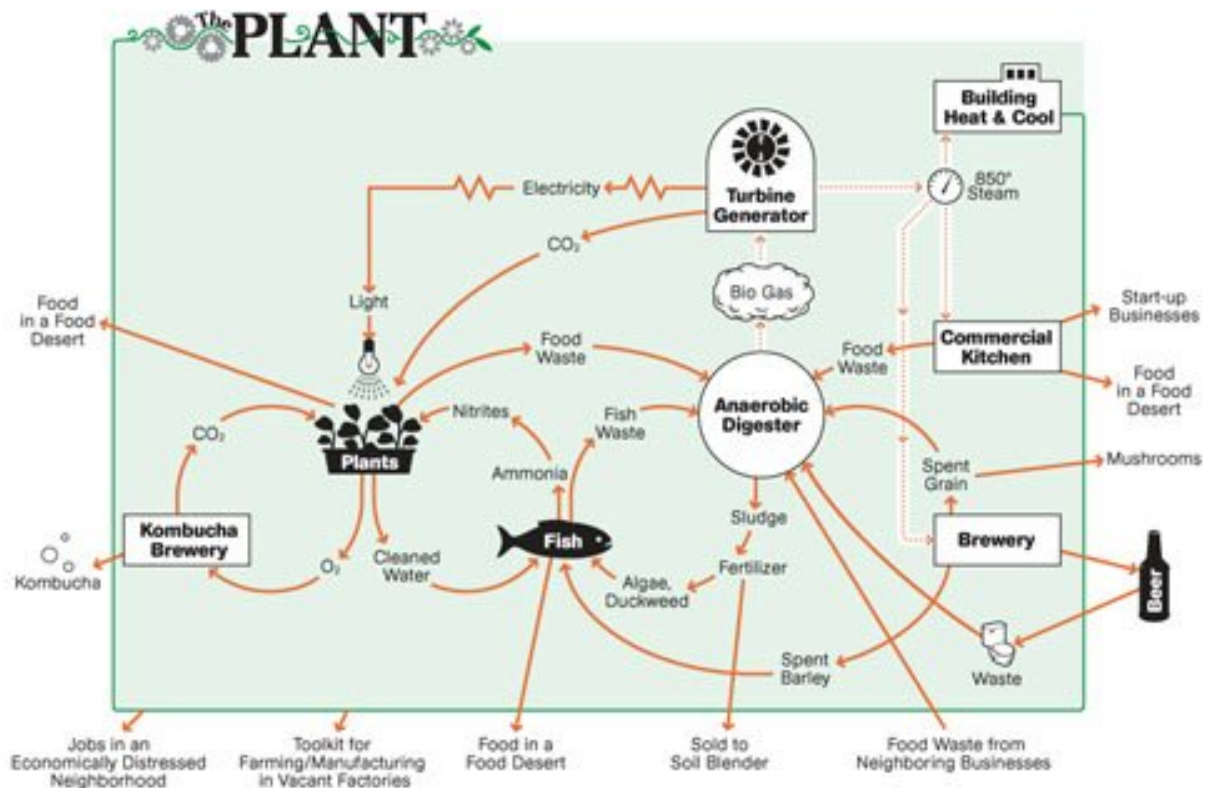 The PLANT
Building
Heat & Cool
850°
Steam
Turbine
Generator
Electricity
CO₂
Bio Gas
Light
Food
in a Food
Desert
Start-up
Businesses
Commercial
Kitchen
Food
Waste
Food
Waste
Food
in a Food
Desert
Anaerobic
Digester
Nitrites
Fish
Waste
CO₂
Plants
Ammonia
Spent
Grain
Mushrooms
Sludge
Kombucha
Brewery
Fish
Brewery
Kombucha
O₂
Cleaned
Water
Algae,
Duckweed
Fertilizer
Beer
Spent
Barley
Waste
Jobs in an
Economically Distressed
Neighborhood
Toolkit for
Farming/Manufacturing
in Vacant Factories
Food in a
Food Desert
Sold to
Soil Blender
Food Waste from
Neighboring Businesses